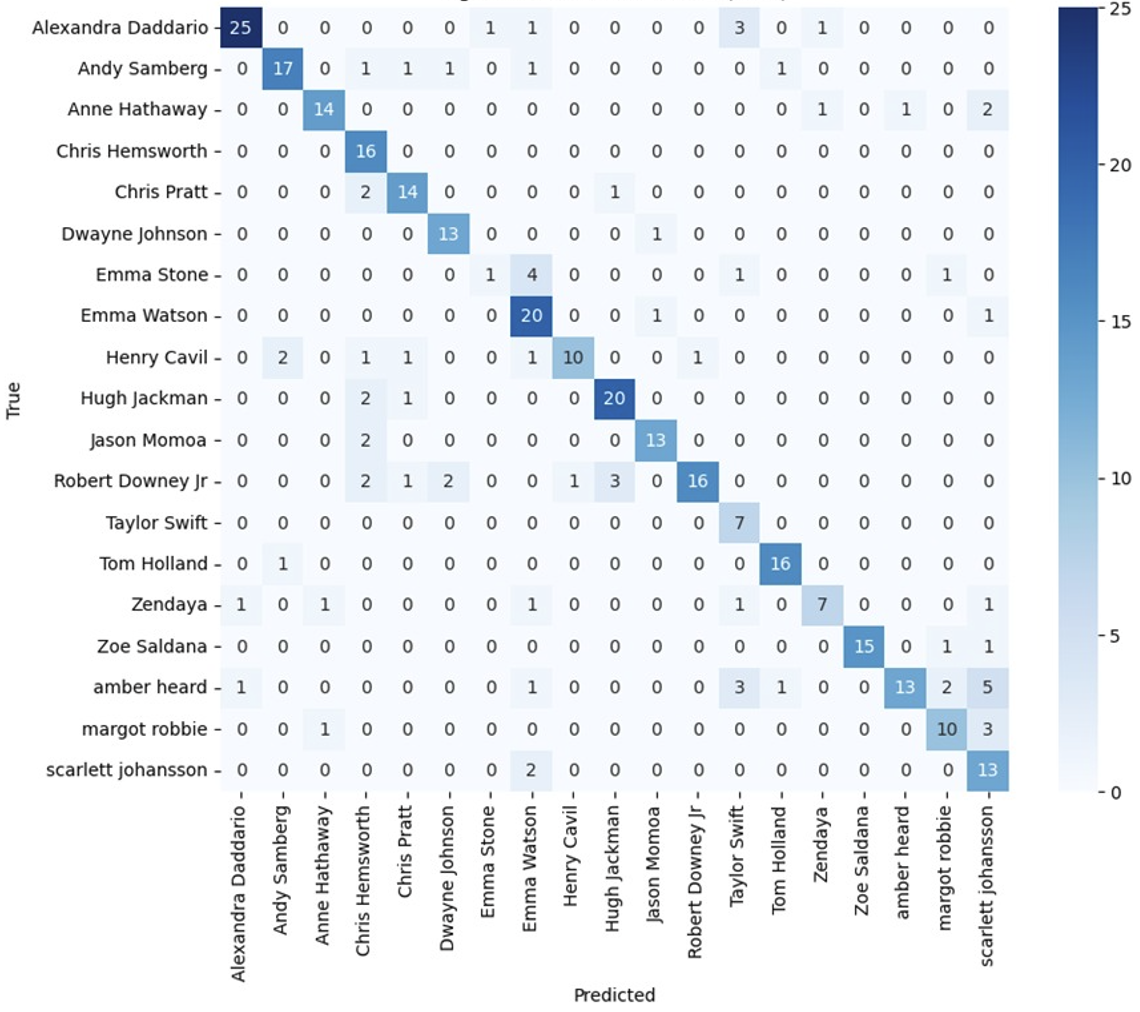 25
Alexandra Daddario 25 0 0 0 0 0 1 1 0 0 0 0 3 0 1 0 0 0 0
Andy Samberg 0 17 0 1 1 1 0 1 0 0 0 0 0 1 0 0 0 0 0
Anne Hathaway 0 0 14 0 0 0 0 0 0 0 0 0 0 0 1 0 1 0 2
Chris Hemsworth 0 0 0 16 0 0 0 0 0 0 0 0 0 0 0 0 0 0 0
20
Chris Pratt 0 0 0 2 14 0 0 0 0 1 0 0 0 0 0 0 0 0 0
Dwayne Johnson 0 0 0 0 0 13 0 0 0 0 1 0 0 0 0 0 0 0 0
Emma Stone 0 0 0 0 0 0 1 4 0 0 0 0 1 0 0 0 0 1 0
Emma Watson 0 0 0 0 0 0 0 20 0 0 1 0 0 0 0 0 0 0 1
15
Henry Cavil 0 2 0 1 1 0 0 1 10 0 0 1 0 0 0 0 0 0 0
True
Hugh Jackman 0 0 0 2 1 0 0 0 0 20 0 0 0 0 0 0 0 0 0
Jason Momoa 0 0 0 2 0 0 0 0 0 0 13 0 0 0 0 0 0 0 0
10
Robert Downey Jr 0 0 0 2 1 2 0 0 1 3 0 16 0 0 0 0 0 0 0
Taylor Swift 0 0 0 0 0 0 0 0 0 0 0 0 7 0 0 0 0 0 0
Tom Holland 0 1 0 0 0 0 0 0 0 0 0 0 0 16 0 0 0 0 0
Zendaya 1 0 1 0 0 0 0 1 0 0 0 0 1 0 7 0 0 0 1
5
Zoe Saldana 0 0 0 0 0 0 0 0 0 0 0 0 0 0 0 15 0 1 1
amber heard 1 0 0 0 0 0 0 1 0 0 0 0 3 1 0 0 13 2 5
margot robbie 0 0 1 0 0 0 0 0 0 0 0 0 0 0 0 0 0 10 3
scarlett johansson 0 0 0 0 0 0 0 2 0 0 0 0 0 0 0 0 0 0 13
0
Alexandra Daddario
Andy Samberg
Anne Hathaway
Chris Hemsworth
Chris Pratt
Dwayne Johnson
Emma Stone
Emma Watson
Henry Cavil
Hugh Jackman
Jason Momoa
Robert Downey Jr
Taylor Swift
Tom Holland
Zendaya
Zoe Saldana
amber heard
margot robbie
scarlett johansson
Predicted